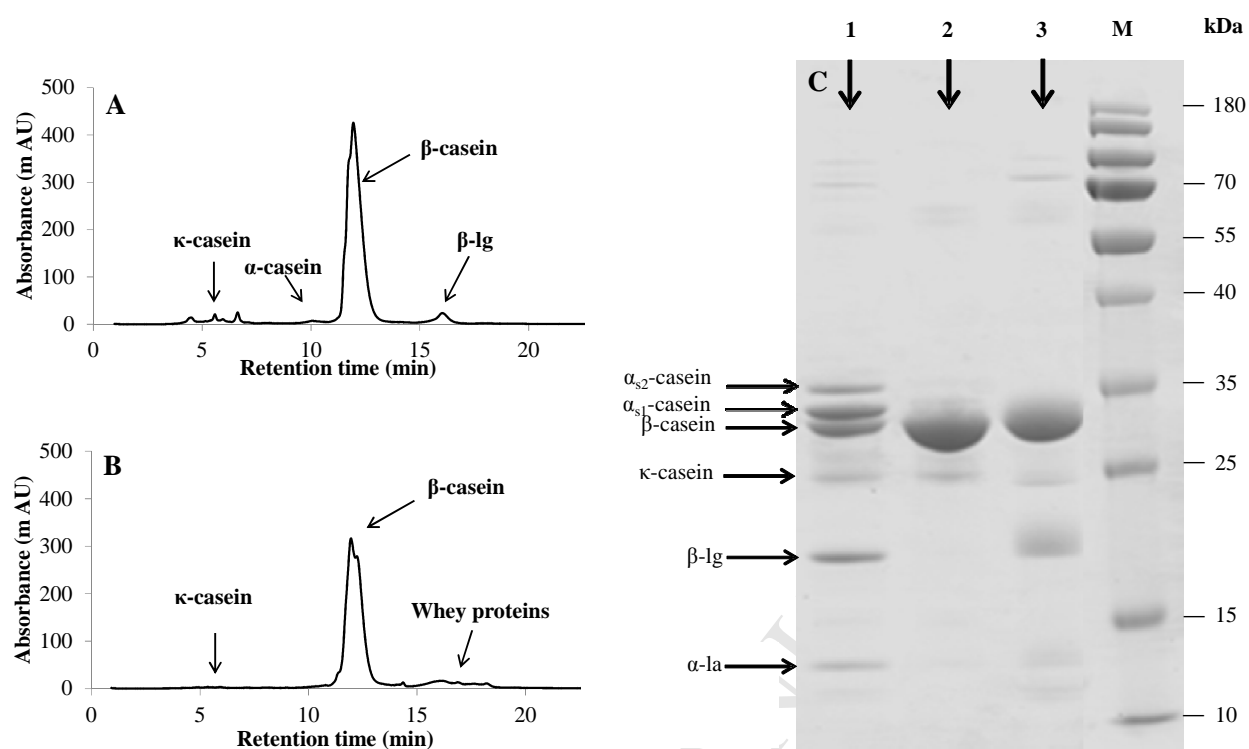 A
500
400
300
200
100
0
Absorbance (m AU)
κ-casein
α-casein
β-casein
β-lg
0 5 10 15 20
Retention time (min)
B
500
400
300
200
100
0
Absorbance (m AU)
κ-casein
β-casein
Whey proteins
0 5 10 15 20
Retention time (min)
1 2 3 M kDa
C
180
70
55
40
35
25
15
10
αs2-casein
αs1-casein
β-casein
κ-casein
β-lg
α-la